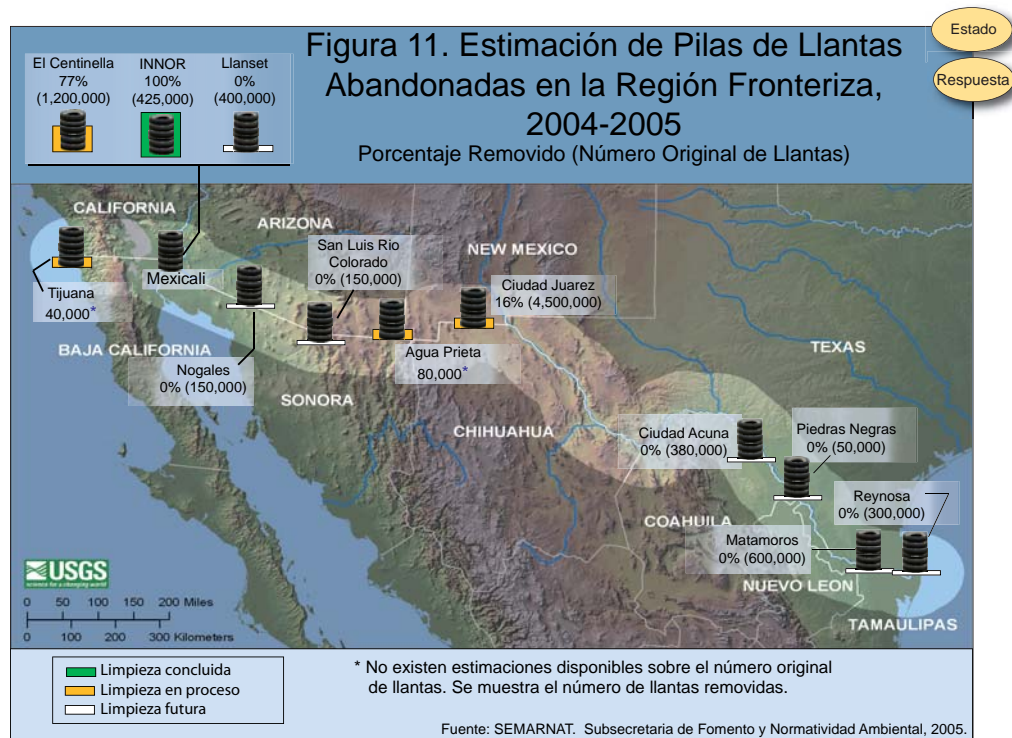 Estado
Respuesta
Figura 11. Estimación de Pilas de Llantas
Abandonadas en la Región Fronteriza,
2004-2005
Porcentaje Removido (Número Original de Llantas)
El Centinella
77%
(1,200,000)
INNOR
100%
(425,000)
Llanset
0%
(400,000)
CALIFORNIA
ARIZONA
NEW MEXICO
TEXAS
BAJA CALIFORNIA
SONORA
CHIHUAHUA
COAHUILA
NUEVO LEON
TAMAULIPAS
Tijuana
40,000*
Mexicali
Nogales
0% (150,000)
San Luis Rio
Colorado
0% (150,000)
Agua Prieta
80,000*
Ciudad Juarez
16% (4,500,000)
Ciudad Acuna
0% (380,000)
Piedras Negras
0% (50,000)
Reynosa
0% (300,000)
Matamoros
0% (600,000)
USGS
science for a changing world
0 50 100 150 200 Miles
0 100 200 300 Kilometers
Limpieza concluida
Limpieza en proceso
Limpieza futura
* No existen estimaciones disponibles sobre el número original
de llantas. Se muestra el número de llantas removidas.
Fuente: SEMARNAT. Subsecretaria de Fomento y Normatividad Ambiental, 2005.